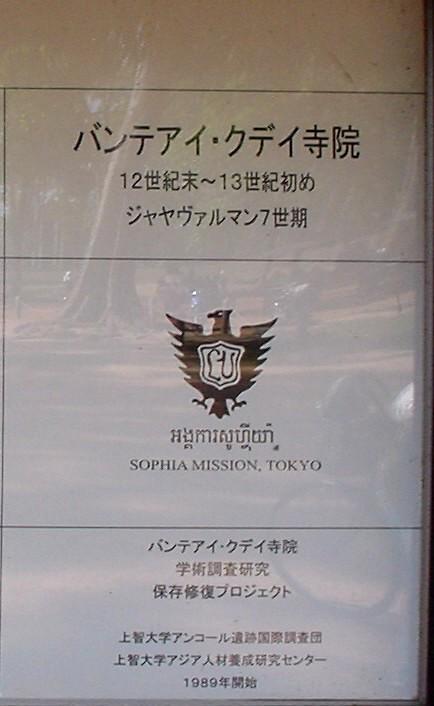 バンテアイ・クデイ寺院
12世紀末～13世紀初め
ジャヤヴァルマン7世期
LU
អង្គការសូហ្វីយ៉ា
SOPHIA MISSION, TOKYO
バンテアイ・クデイ寺院
学術調査研究
保存修復プロジェクト
上智大学アンコール遺跡国際調査団
上智大学アジア人材養成研究センター
1989年開始